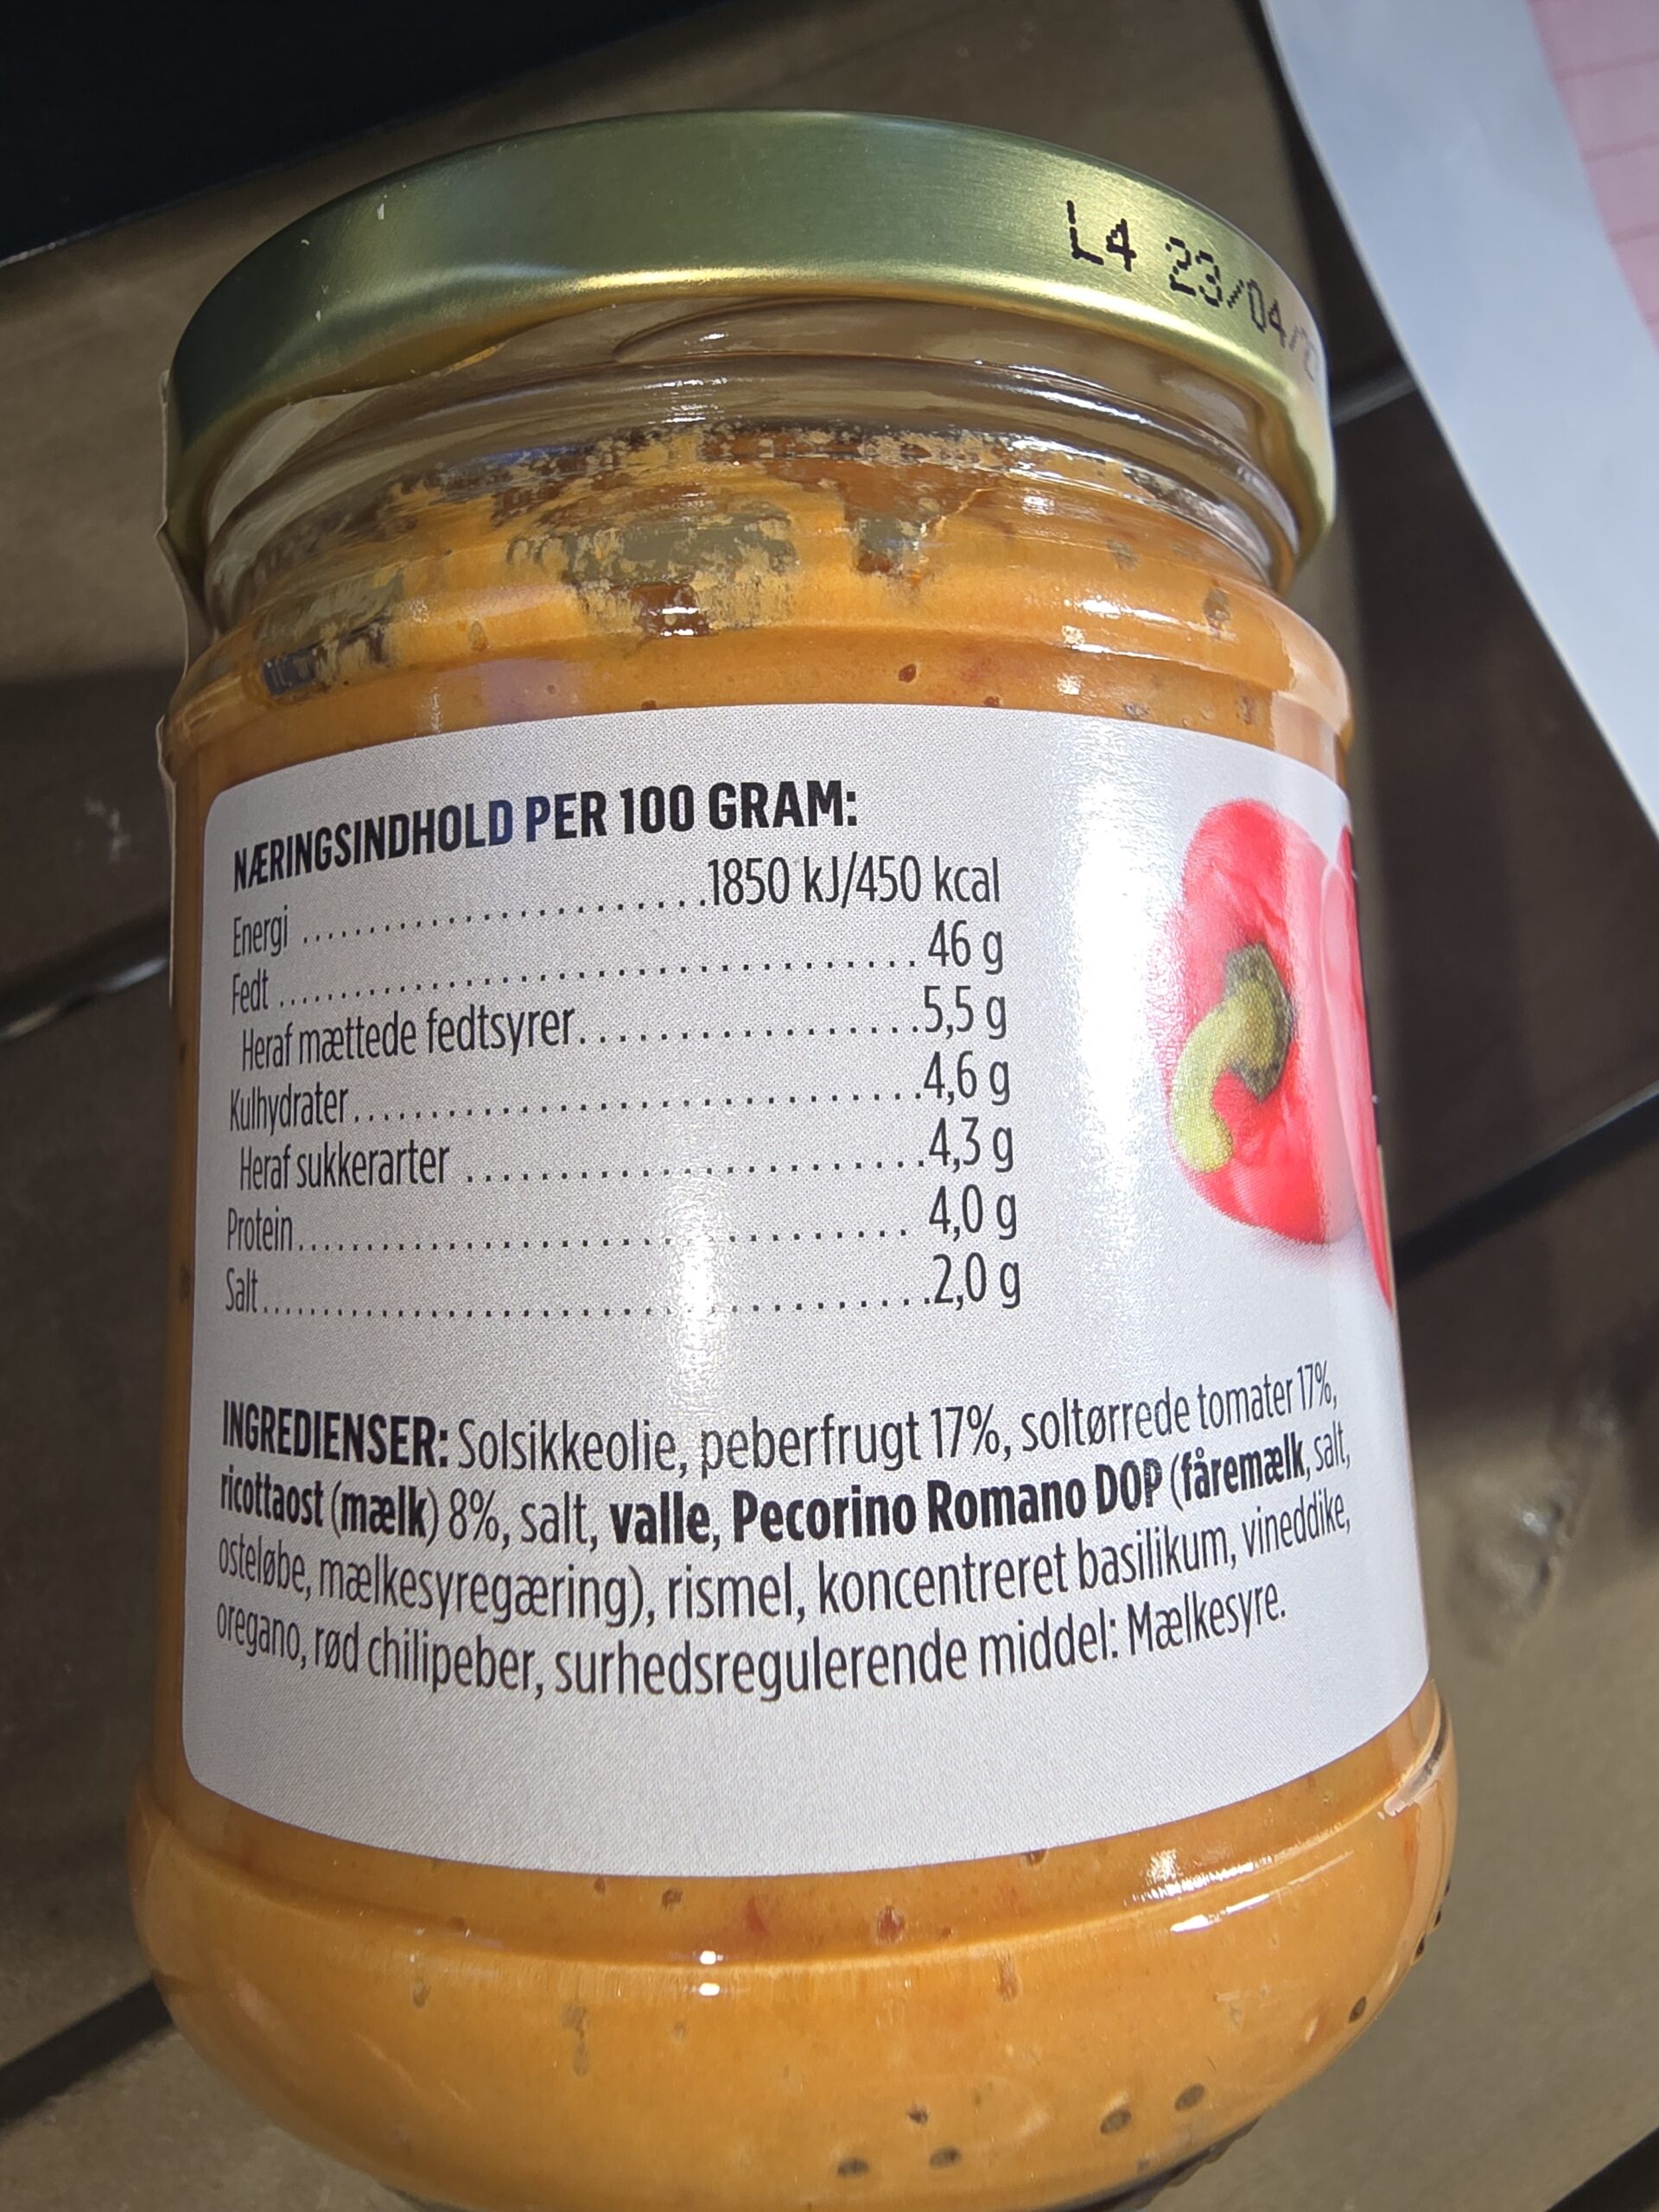 L4 23/04/
NÆRINGSINDHOLD PER 100 GRAM:
Energi ........................1850 kJ/450 kcal
Fedt ....................................... 46 g
Heraf mættede fedtsyrer....................5,5 g
Kulhydrater................................4,6 g
Heraf sukkerarter .........................4,3 g
Protein.................................... 4,0 g
Salt.......................................2,0 g
INGREDIENSER: Solsikkeolie, peberfrugt 17%, soltørrede tomater 17%,
ricottaost (mælk) 8%, salt, valle, Pecorino Romano DOP (fåremælk, salt,
osteløbe, mælkesyregæring), rismel, koncentreret basilikum, vineddike,
oregano, rød chilipeber, surhedsregulerende middel: Mælkesyre.